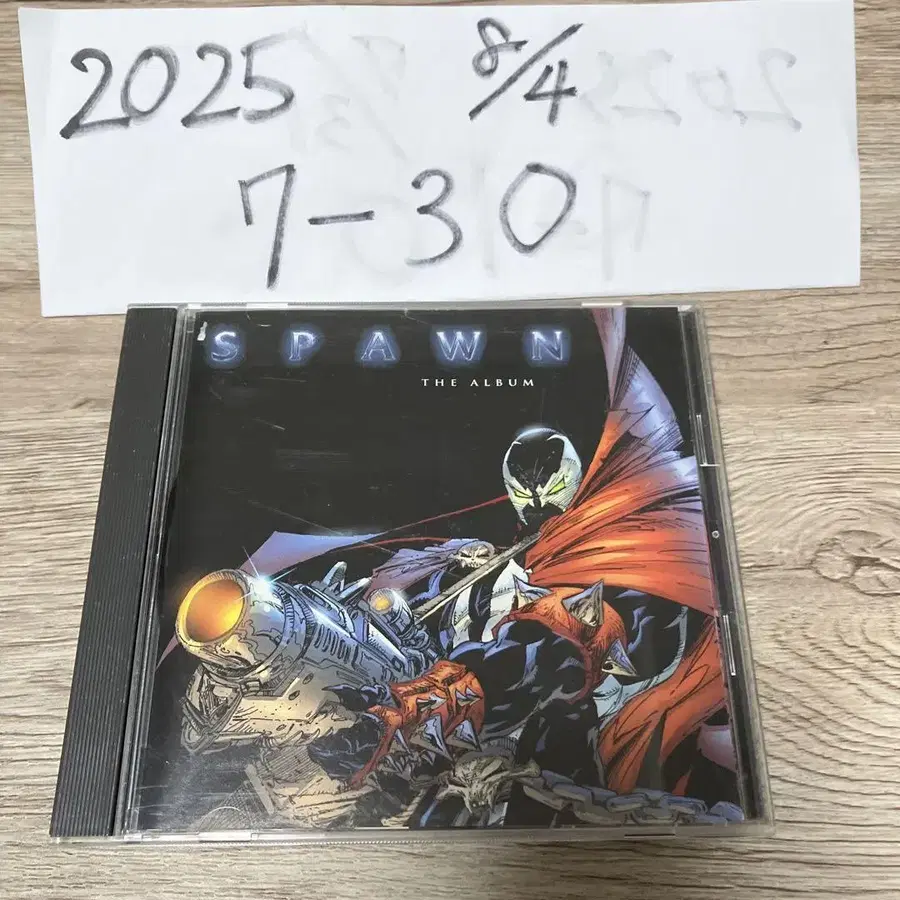 2025 8/4
7-30
SPAWN
THE ALBUM